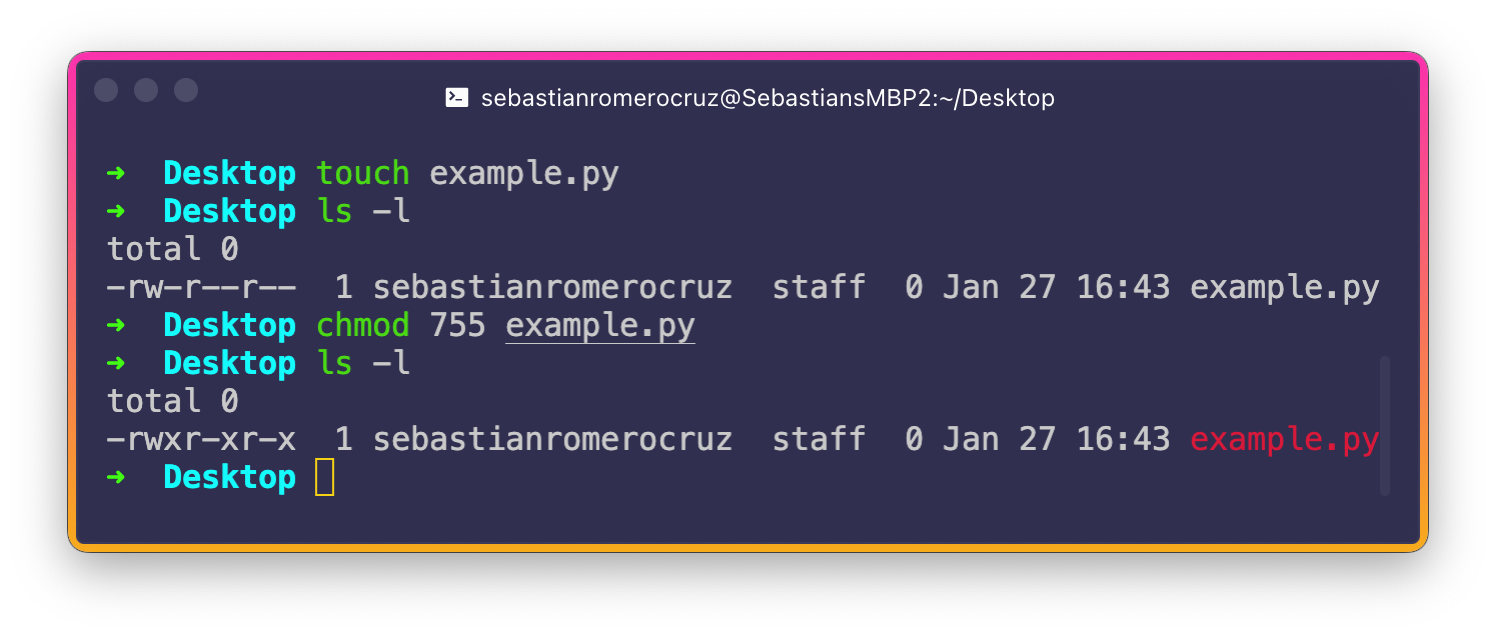 sebastianromerocruz@SebastiansMBP2:~/Desktop
➜  Desktop touch example.py
➜  Desktop ls -l
total 0
-rw-r--r--  1 sebastianromerocruz  staff  0 Jan 27 16:43 example.py
➜  Desktop chmod 755 example.py
➜  Desktop ls -l
total 0
-rwxr-xr-x  1 sebastianromerocruz  staff  0 Jan 27 16:43 example.py
➜  Desktop